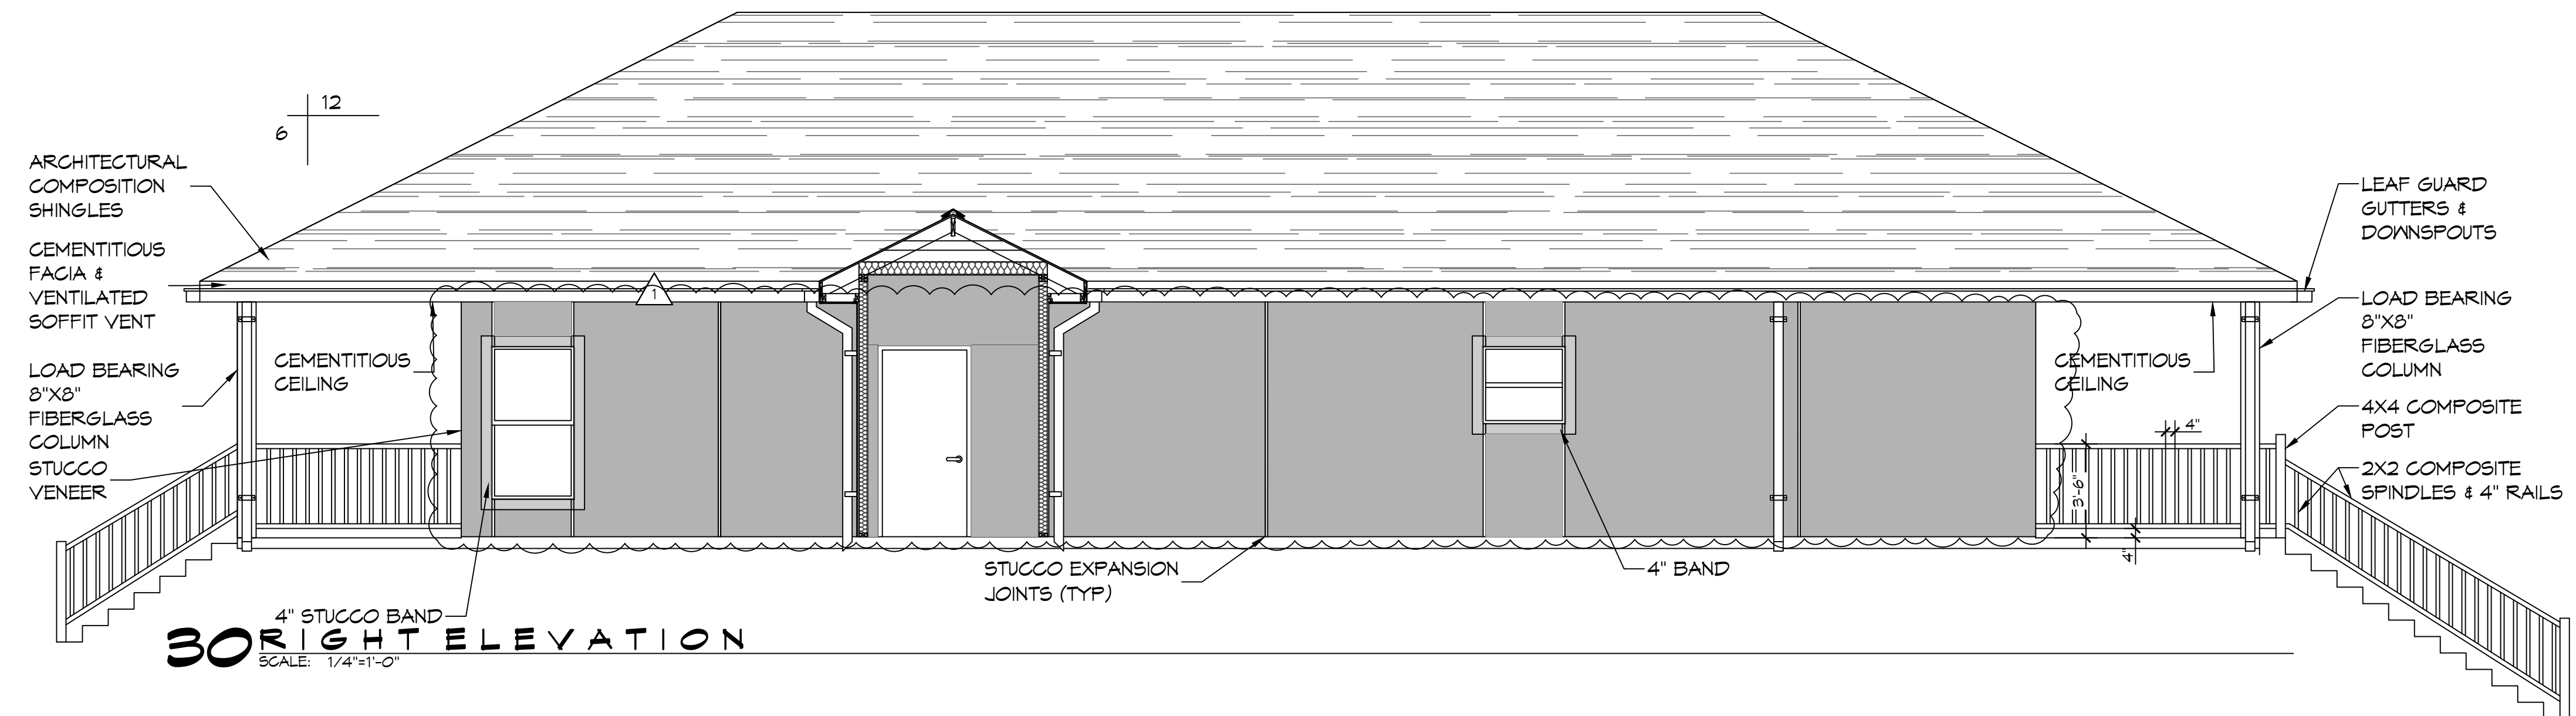 12
6
ARCHITECTURAL
COMPOSITION
SHINGLES
CEMENTITIOUS
FACIA &
VENTILATED
SOFFIT VENT
LOAD BEARING
8"X8"
FIBERGLASS
COLUMN
STUCCO
VENEER
CEMENTITIOUS
CEILING
1
4" STUCCO BAND
STUCCO EXPANSION
JOINTS (TYP)
4" BAND
CEMENTITIOUS
CEILING
4"
3'-6"
4"
LEAF GUARD
GUTTERS &
DOWNSPOUTS
LOAD BEARING
8"X8"
FIBERGLASS
COLUMN
4X4 COMPOSITE
POST
2X2 COMPOSITE
SPINDLES & 4" RAILS
30 RIGHT ELEVATION
SCALE: 1/4"=1'-0"